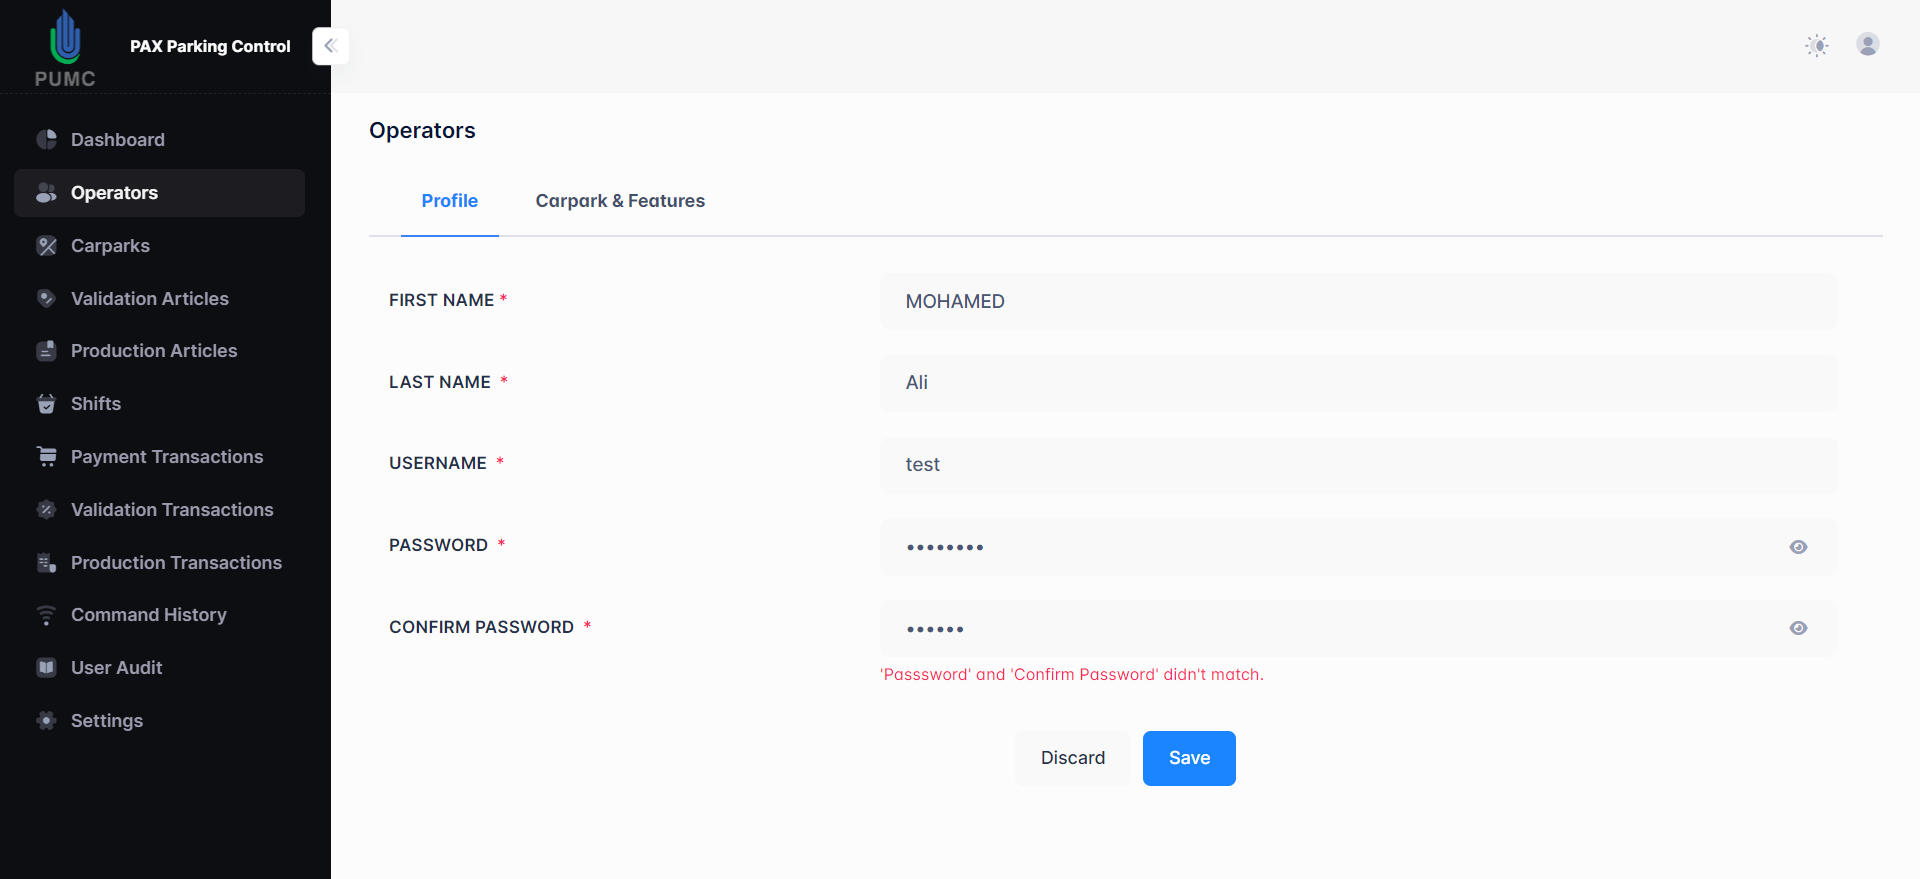 PUMC
PAX Parking Control
Dashboard
Operators
Carparks
Validation Articles
Production Articles
Shifts
Payment Transactions
Validation Transactions
Production Transactions
Command History
User Audit
Settings
Operators
Profile
Carpark & Features
FIRST NAME *
MOHAMED
LAST NAME *
Ali
USERNAME *
test
PASSWORD *
••••••••
CONFIRM PASSWORD *
••••••
'Passsword' and 'Confirm Password' didn't match.
Discard
Save